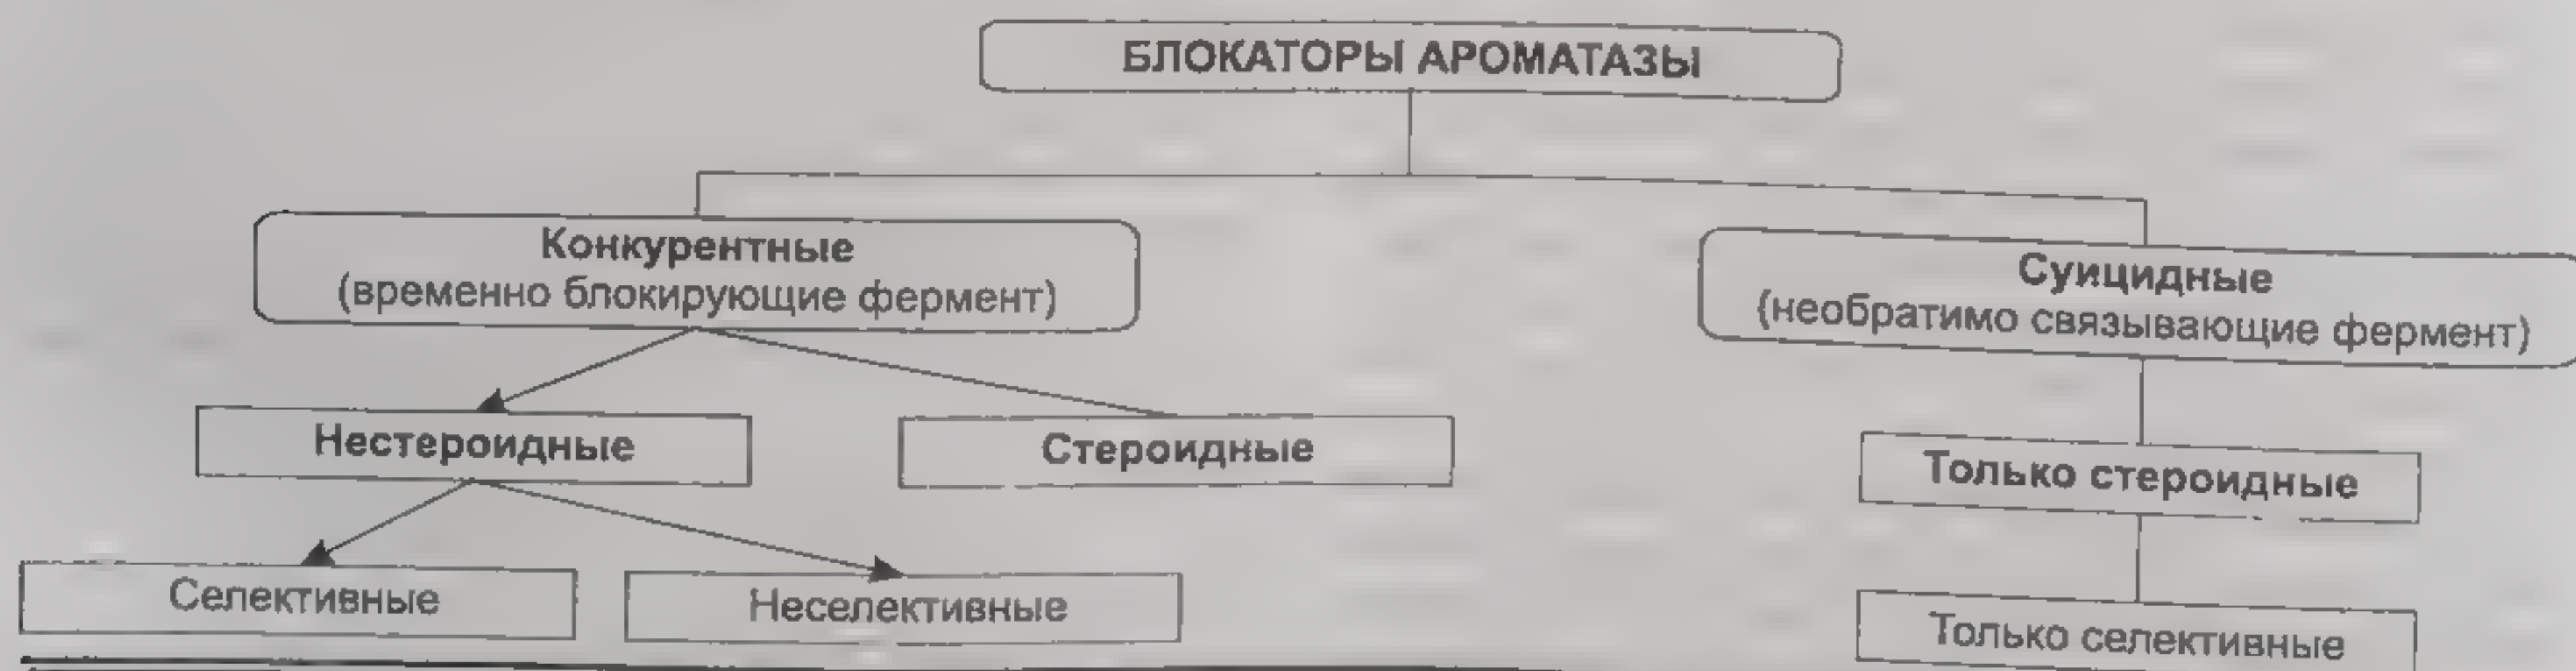 БЛОКАТОРЫ АРОМАТАЗЫ
Конкурентные
(временно блокирующие фермент)
Суицидные
(необратимо связывающие фермент)
Нестероидные
Стероидные
Только стероидные
Селективные
Неселективные
Только селективные